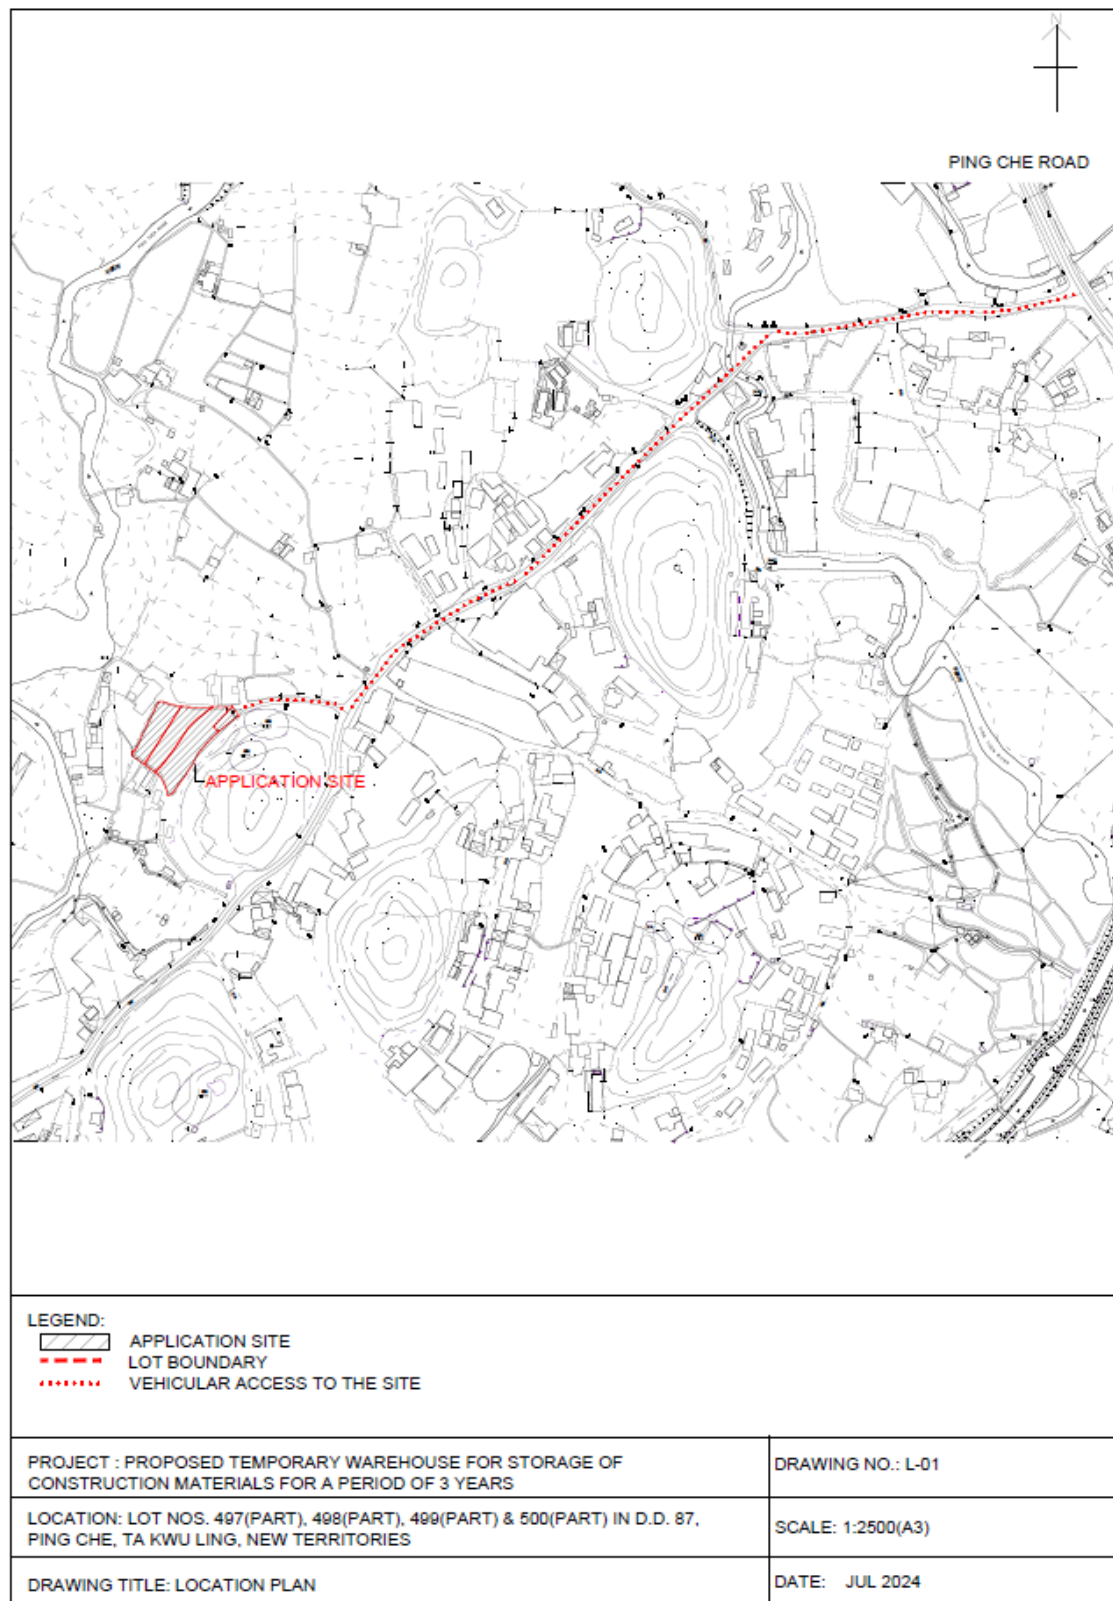 N
PING CHE ROAD
APPLICATION SITE
LEGEND:
APPLICATION SITE
LOT BOUNDARY
VEHICULAR ACCESS TO THE SITE
PROJECT : PROPOSED TEMPORARY WAREHOUSE FOR STORAGE OF
CONSTRUCTION MATERIALS FOR A PERIOD OF 3 YEARS
DRAWING NO.: L-01
LOCATION: LOT NOS. 497(PART), 498(PART), 499(PART) & 500(PART) IN D.D. 87,
PING CHE, TA KWU LING, NEW TERRITORIES
SCALE: 1:2500(A3)
DRAWING TITLE: LOCATION PLAN
DATE: JUL 2024